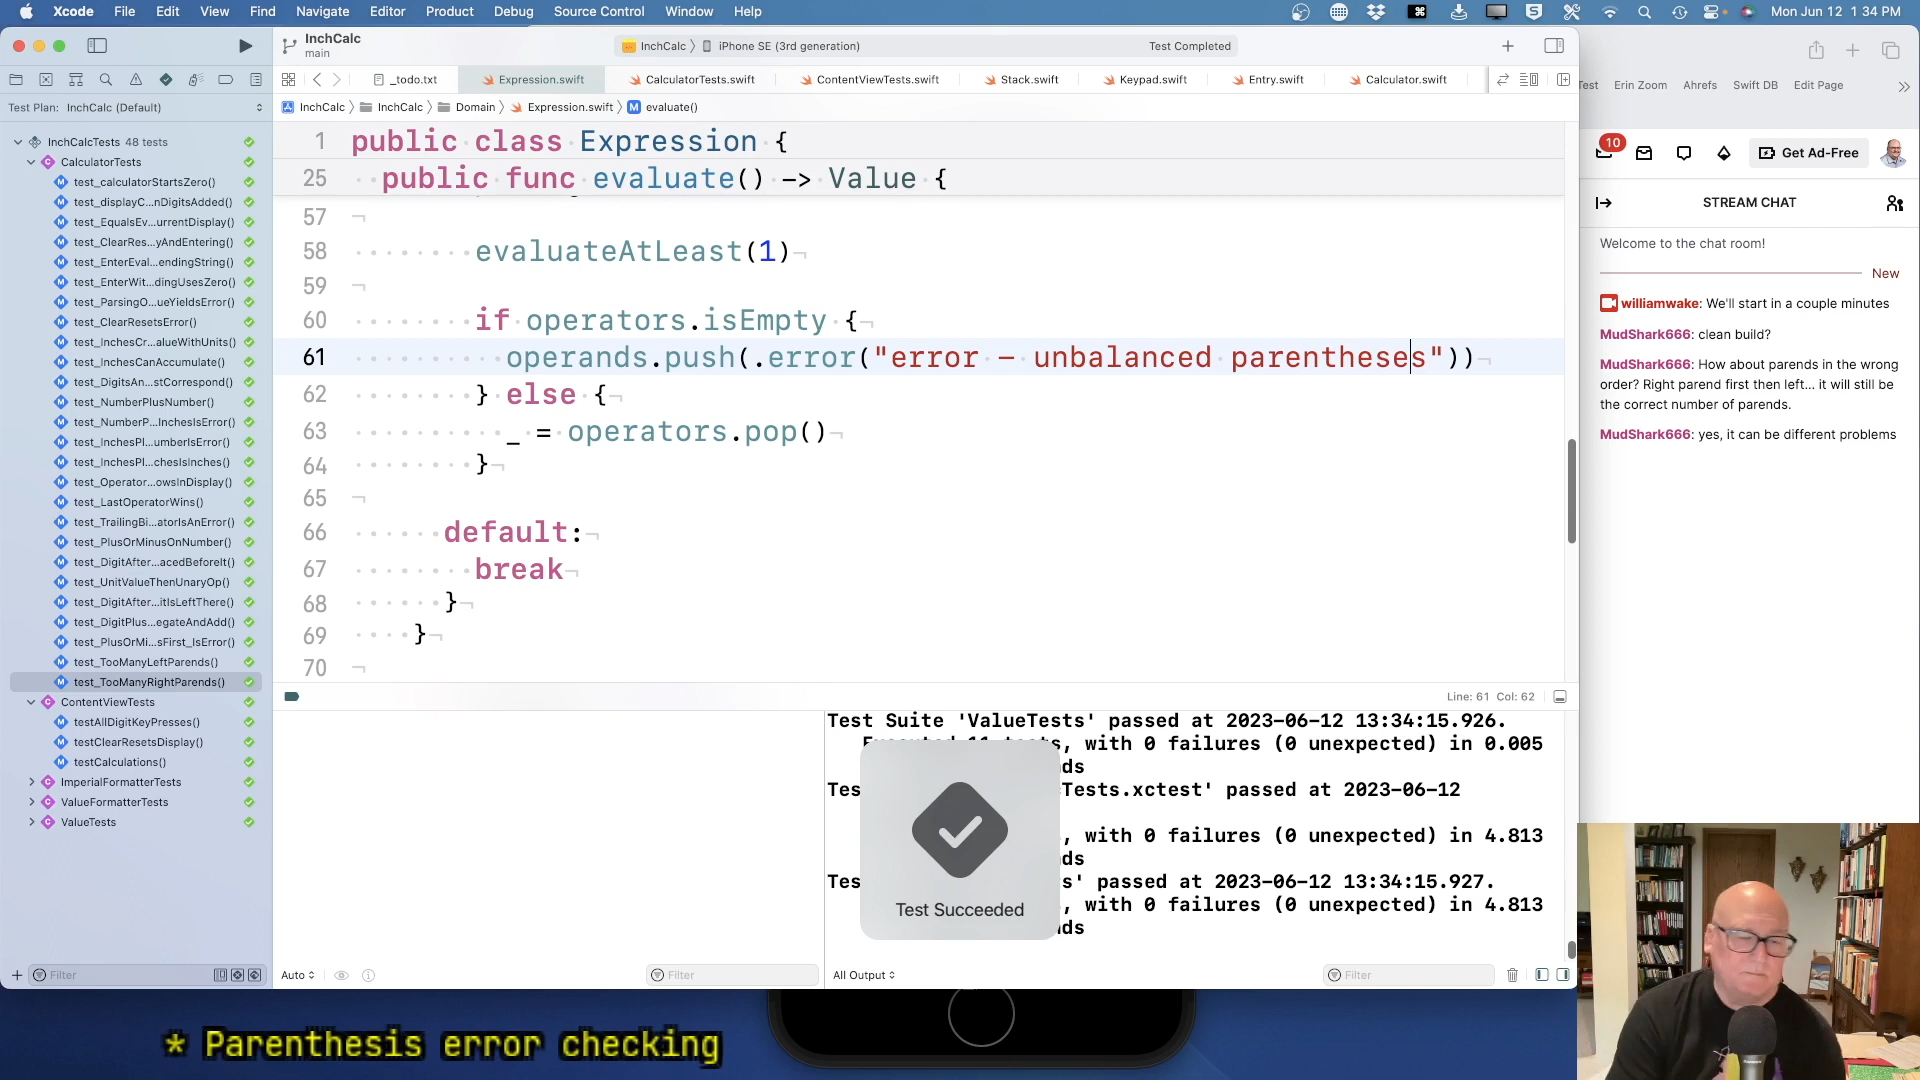 Xcode File Edit View Find Navigate Editor Product Debug Source Control Window Help
Mon Jun 12 1 34 PM
InchCalc
main
InchCalc iPhone SE (3rd generation) Test Completed
_todo.txt Expression.swift CalculatorTests.swift ContentViewTests.swift Stack.swift Keypad.swift Entry.swift Calculator.swift
Test Plan: InchCalc (Default)
InchCalc InchCalc Domain Expression.swift M evaluate()
InchCalcTests 48 tests
C CalculatorTests
M test_calculatorStartsZero()
M test_displayC...nDigitsAdded()
M test_EqualsEv...urrentDisplay()
M test_ClearRes...yAndEntering()
M test_EnterEval...endingString()
M test_EnterWit...dingUsesZero()
M test_ParsingO...ueYieldsError()
M test_ClearResetsError()
M test_InchesCr...alueWithUnits()
M test_InchesCanAccumulate()
M test_DigitsAn...stCorrespond()
M test_NumberPlusNumber()
M test_NumberP...InchesIsError()
M test_InchesPl...umberIsError()
M test_InchesPl...chesIsInches()
M test_Operator...owsInDisplay()
M test_LastOperatorWins()
M test_TrailingBi...atorIsAnError()
M test_PlusOrMinusOnNumber()
M test_DigitAfter...acedBeforeIt()
M test_UnitValueThenUnaryOp()
M test_DigitAfter...itIsLeftThere()
M test_DigitPlus...egateAndAdd()
M test_PlusOrMi...sFirst_IsError()
M test_TooManyLeftParends()
M test_TooManyRightParends()
C ContentViewTests
M testAllDigitKeyPresses()
M testClearResetsDisplay()
M testCalculations()
C ImperialFormatterTests
C ValueFormatterTests
C ValueTests
Filter
1 public class Expression {
25 public func evaluate() -> Value {
57
58 evaluateAtLeast(1)
59
60 if operators.isEmpty {
61 operands.push(.error("error – unbalanced parentheses"))
62 } else {
63 _ = operators.pop()
64 }
65
66 default:
67 break
68 }
69 }
70
Line: 61 Col: 62
Test Suite 'ValueTests' passed at 2023-06-12 13:34:15.926.
with 0 failures (0 unexpected) in 0.005
Tests.xctest' passed at 2023-06-12
, with 0 failures (0 unexpected) in 4.813
passed at 2023-06-12 13:34:15.927.
, with 0 failures (0 unexpected) in 4.813
Test Succeeded
Auto Filter
All Output Filter
Erin Zoom Ahrefs Swift DB Edit Page
10 Get Ad-Free
STREAM CHAT
Welcome to the chat room!
New
williamwake: We'll start in a couple minutes
MudShark666: clean build?
MudShark666: How about parends in the wrong
order? Right parend first then left... it will still be
the correct number of parends.
MudShark666: yes, it can be different problems
* Parenthesis error checking